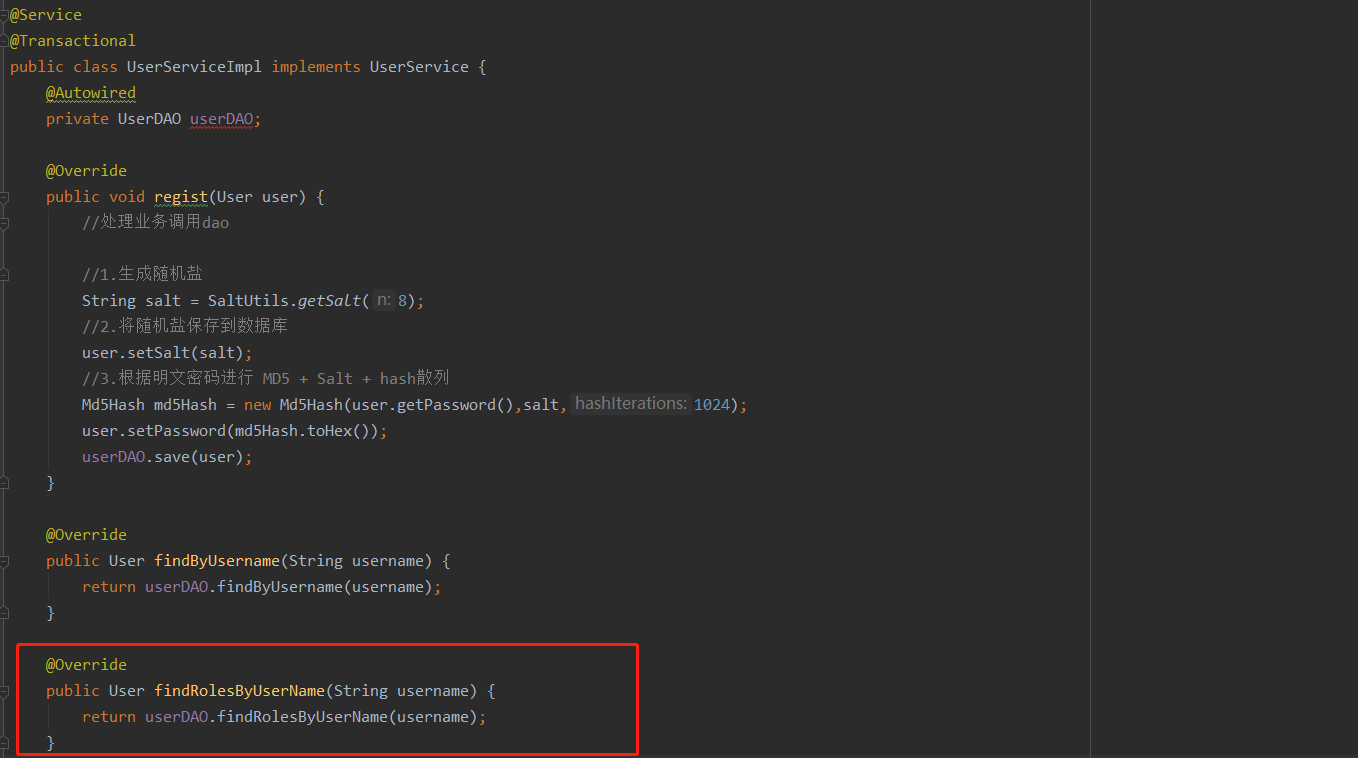 @Service
@Transactional
public class UserServiceImpl implements UserService {
    @Autowired
    private UserDAO userDAO;

    @Override
    public void regist(User user) {
        //处理业务调用dao

        //1.生成随机盐
        String salt = SaltUtils.getSalt( n: 8);
        //2.将随机盐保存到数据库
        user.setSalt(salt);
        //3.根据明文密码进行 MD5 + Salt + hash散列
        Md5Hash md5Hash = new Md5Hash(user.getPassword(),salt, hashIterations: 1024);
        user.setPassword(md5Hash.toHex());
        userDAO.save(user);
    }

    @Override
    public User findByUsername(String username) {
        return userDAO.findByUsername(username);
    }

    @Override
    public User findRolesByUserName(String username) {
        return userDAO.findRolesByUserName(username);
    }